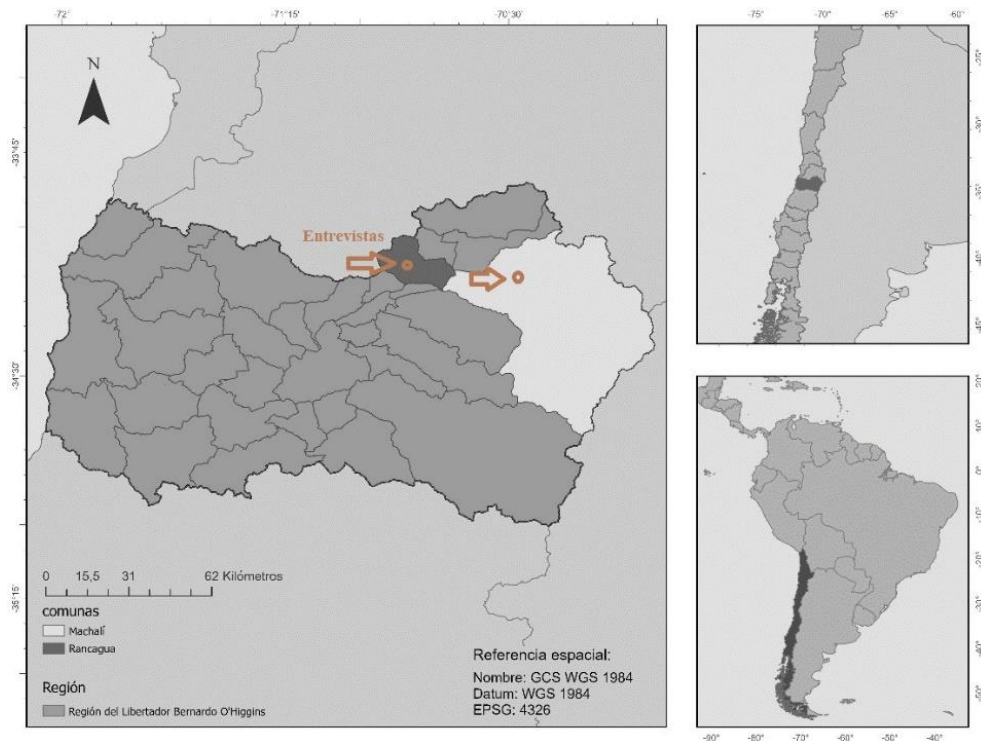 -72° -71°15' -70°30'
N
-33°45'
Entrevistas
-34°30'
-35°15'
0 15,5 31 62 Kilómetros
comunas
Machalí
Rancagua
Región
Región del Libertador Bernardo O'Higgins
Referencia espacial:
Nombre: GCS WGS 1984
Datum: WGS 1984
EPSG: 4326
-75° -70° -65° -60°
-25°
-30°
-35°
-40°
-45°
20°
10°
0°
-10°
-20°
-30°
-40°
-50°
-90° -80° -70° -60° -50° -40°